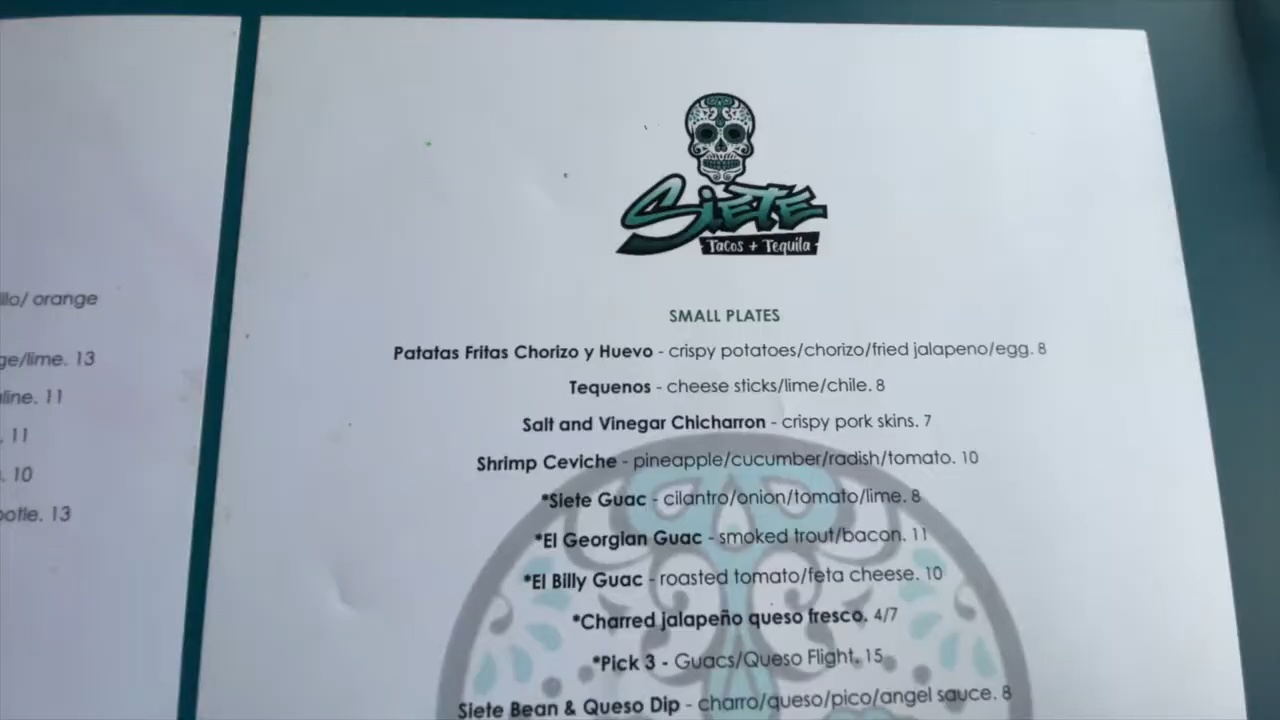 orange
lime. 13
11
11
10
13
SIETE
Tacos + Tequila
SMALL PLATES
Patatas Fritas Chorizo y Huevo - crispy potatoes/chorizo/fried jalapeno/egg. 8
Tequenos - cheese sticks/lime/chile. 8
Salt and Vinegar Chicharron - crispy pork skins. 7
Shrimp Ceviche - pineapple/cucumber/radish/tomato. 10
*Siete Guac - cilantro/onion/tomato/lime. 8
*El Georgian Guac - smoked trout/bacon. 11
*El Billy Guac - roasted tomato/feta cheese. 10
*Charred jalapeño queso fresco. 4/7
*Pick 3 - Guacs/Queso Flight. 15
Siete Bean & Queso Dip - charro/queso/pico/angel sauce. 8